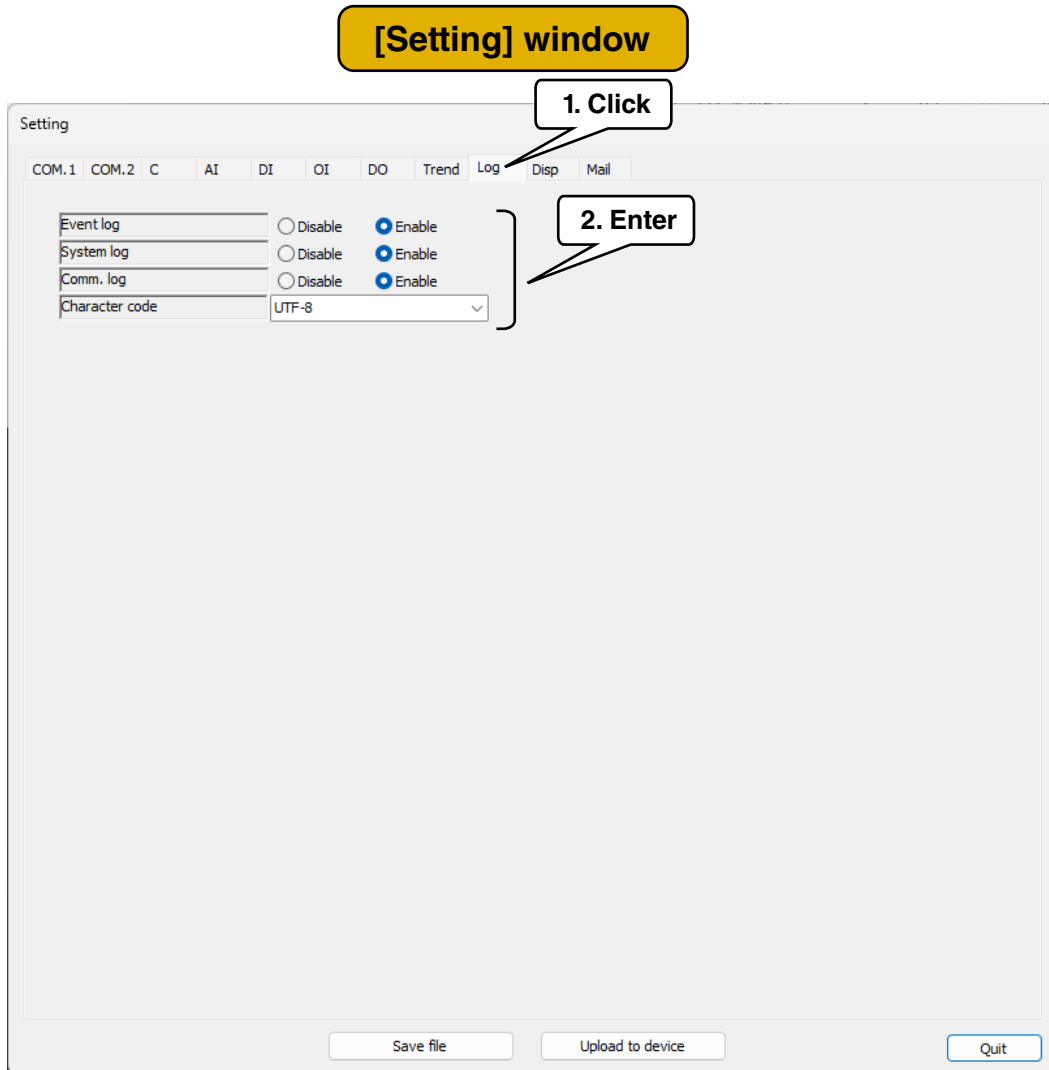 [Setting] window
1. Click
Setting
COM.1 COM.2 C AI DI OI DO Trend Log Disp Mail
2. Enter
Event log Disable Enable
System log Disable Enable
Comm. log Disable Enable
Character code UTF-8
Save file Upload to device Quit